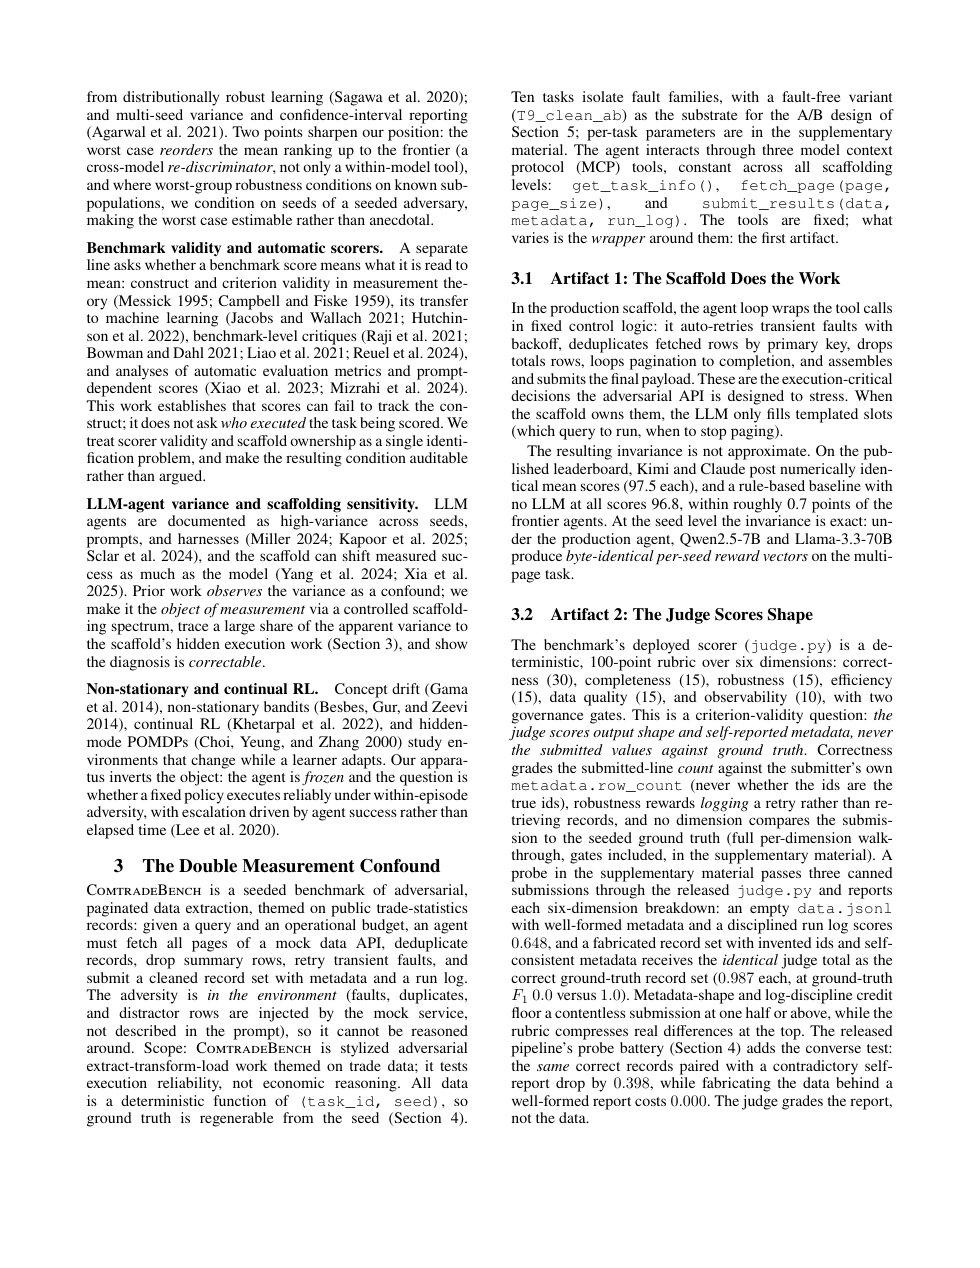 from distributionally robust learning (Sagawa et al. 2020);
and multi-seed variance and confidence-interval reporting
(Agarwal et al. 2021). Two points sharpen our position: the
worst case reorders the mean ranking up to the frontier (a
cross-model re-discriminator, not only a within-model tool),
and where worst-group robustness conditions on known sub-
populations, we condition on seeds of a seeded adversary,
making the worst case estimable rather than anecdotal.
Benchmark validity and automatic scorers. A separate
line asks whether a benchmark score means what it is read to
mean: construct and criterion validity in measurement the-
ory (Messick 1995; Campbell and Fiske 1959), its transfer
to machine learning (Jacobs and Wallach 2021; Hutchin-
son et al. 2022), benchmark-level critiques (Raji et al. 2021;
Bowman and Dahl 2021; Liao et al. 2021; Reuel et al. 2024),
and analyses of automatic evaluation metrics and prompt-
dependent scores (Xiao et al. 2023; Mizrahi et al. 2024).
This work establishes that scores can fail to track the con-
struct; it does not ask who executed the task being scored. We
treat scorer validity and scaffold ownership as a single identi-
fication problem, and make the resulting condition auditable
rather than argued.
LLM-agent variance and scaffolding sensitivity. LLM
agents are documented as high-variance across seeds,
prompts, and harnesses (Miller 2024; Kapoor et al. 2025;
Sclar et al. 2024), and the scaffold can shift measured suc-
cess as much as the model (Yang et al. 2024; Xia et al.
2025). Prior work observes the variance as a confound; we
make it the object of measurement via a controlled scaffold-
ing spectrum, trace a large share of the apparent variance to
the scaffold's hidden execution work (Section 3), and show
the diagnosis is correctable.
Non-stationary and continual RL. Concept drift (Gama
et al. 2014), non-stationary bandits (Besbes, Gur, and Zeevi
2014), continual RL (Khetarpal et al. 2022), and hidden-
mode POMDPs (Choi, Yeung, and Zhang 2000) study en-
vironments that change while a learner adapts. Our appara-
tus inverts the object: the agent is frozen and the question is
whether a fixed policy executes reliably under within-episode
adversity, with escalation driven by agent success rather than
elapsed time (Lee et al. 2020).
3 The Double Measurement Confound
COMTRADEBENCH is a seeded benchmark of adversarial,
paginated data extraction, themed on public trade-statistics
records: given a query and an operational budget, an agent
must fetch all pages of a mock data API, deduplicate
records, drop summary rows, retry transient faults, and
submit a cleaned record set with metadata and a run log.
The adversity is in the environment (faults, duplicates,
and distractor rows are injected by the mock service,
not described in the prompt), so it cannot be reasoned
around. Scope: COMTRADEBENCH is stylized adversarial
extract-transform-load work themed on trade data; it tests
execution reliability, not economic reasoning. All data
is a deterministic function of (task_id, seed), so
ground truth is regenerable from the seed (Section 4).
Ten tasks isolate fault families, with a fault-free variant
(T9_clean_ab) as the substrate for the A/B design of
Section 5; per-task parameters are in the supplementary
material. The agent interacts through three model context
protocol (MCP) tools, constant across all scaffolding
levels: get_task_info(), fetch_page(page,
page_size), and submit_results(data,
metadata, run_log). The tools are fixed; what
varies is the wrapper around them: the first artifact.
3.1 Artifact 1: The Scaffold Does the Work
In the production scaffold, the agent loop wraps the tool calls
in fixed control logic: it auto-retries transient faults with
backoff, deduplicates fetched rows by primary key, drops
totals rows, loops pagination to completion, and assembles
and submits the final payload. These are the execution-critical
decisions the adversarial API is designed to stress. When
the scaffold owns them, the LLM only fills templated slots
(which query to run, when to stop paging).
The resulting invariance is not approximate. On the pub-
lished leaderboard, Kimi and Claude post numerically iden-
tical mean scores (97.5 each), and a rule-based baseline with
no LLM at all scores 96.8, within roughly 0.7 points of the
frontier agents. At the seed level the invariance is exact: un-
der the production agent, Qwen2.5-7B and Llama-3.3-70B
produce byte-identical per-seed reward vectors on the multi-
page task.
3.2 Artifact 2: The Judge Scores Shape
The benchmark's deployed scorer (judge.py) is a de-
terministic, 100-point rubric over six dimensions: correct-
ness (30), completeness (15), robustness (15), efficiency
(15), data quality (15), and observability (10), with two
governance gates. This is a criterion-validity question: the
judge scores output shape and self-reported metadata, never
the submitted values against ground truth. Correctness
grades the submitted-line count against the submitter's own
metadata.row_count (never whether the ids are the
true ids), robustness rewards logging a retry rather than re-
trieving records, and no dimension compares the submis-
sion to the seeded ground truth (full per-dimension walk-
through, gates included, in the supplementary material). A
probe in the supplementary material passes three canned
submissions through the released judge.py and reports
each six-dimension breakdown: an empty data.jsonl
with well-formed metadata and a disciplined run log scores
0.648, and a fabricated record set with invented ids and self-
consistent metadata receives the identical judge total as the
correct ground-truth record set (0.987 each, at ground-truth
F1 0.0 versus 1.0). Metadata-shape and log-discipline credit
floor a contentless submission at one half or above, while the
rubric compresses real differences at the top. The released
pipeline's probe battery (Section 4) adds the converse test:
the same correct records paired with a contradictory self-
report drop by 0.398, while fabricating the data behind a
well-formed report costs 0.000. The judge grades the report,
not the data.